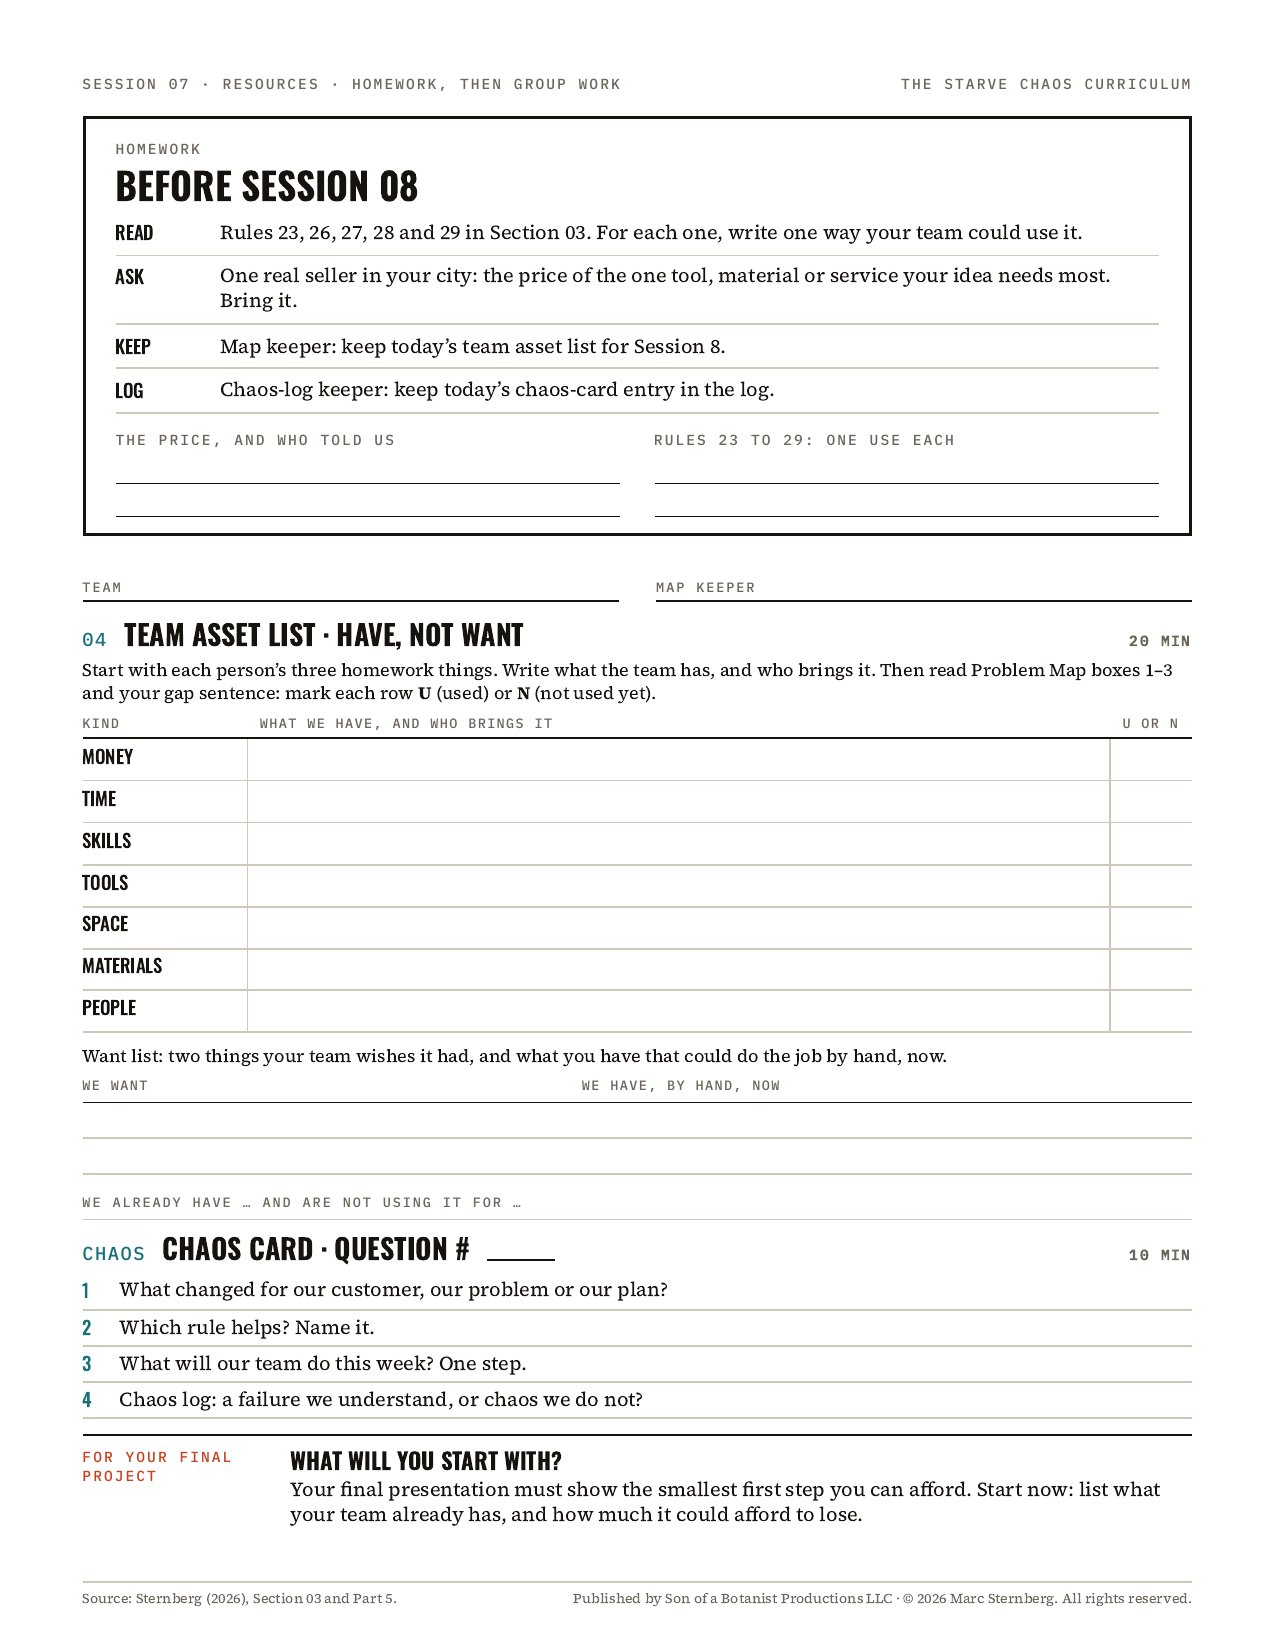 SESSION 07 · RESOURCES · HOMEWORK, THEN GROUP WORK
THE STARVE CHAOS CURRICULUM
HOMEWORK
BEFORE SESSION 08
READ Rules 23, 26, 27, 28 and 29 in Section 03. For each one, write one way your team could use it.
ASK One real seller in your city: the price of the one tool, material or service your idea needs most.
Bring it.
KEEP Map keeper: keep today’s team asset list for Session 8.
LOG Chaos-log keeper: keep today’s chaos-card entry in the log.
THE PRICE, AND WHO TOLD US
RULES 23 TO 29: ONE USE EACH
TEAM
MAP KEEPER
04 TEAM ASSET LIST · HAVE, NOT WANT 20 MIN
Start with each person’s three homework things. Write what the team has, and who brings it. Then read Problem Map boxes 1–3
and your gap sentence: mark each row U (used) or N (not used yet).
KIND WHAT WE HAVE, AND WHO BRINGS IT U OR N
MONEY
TIME
SKILLS
TOOLS
SPACE
MATERIALS
PEOPLE
Want list: two things your team wishes it had, and what you have that could do the job by hand, now.
WE WANT WE HAVE, BY HAND, NOW
WE ALREADY HAVE … AND ARE NOT USING IT FOR …
CHAOS CHAOS CARD · QUESTION # 10 MIN
1 What changed for our customer, our problem or our plan?
2 Which rule helps? Name it.
3 What will our team do this week? One step.
4 Chaos log: a failure we understand, or chaos we do not?
FOR YOUR FINAL
PROJECT
WHAT WILL YOU START WITH?
Your final presentation must show the smallest first step you can afford. Start now: list what
your team already has, and how much it could afford to lose.
Source: Sternberg (2026), Section 03 and Part 5.
Published by Son of a Botanist Productions LLC · © 2026 Marc Sternberg. All rights reserved.